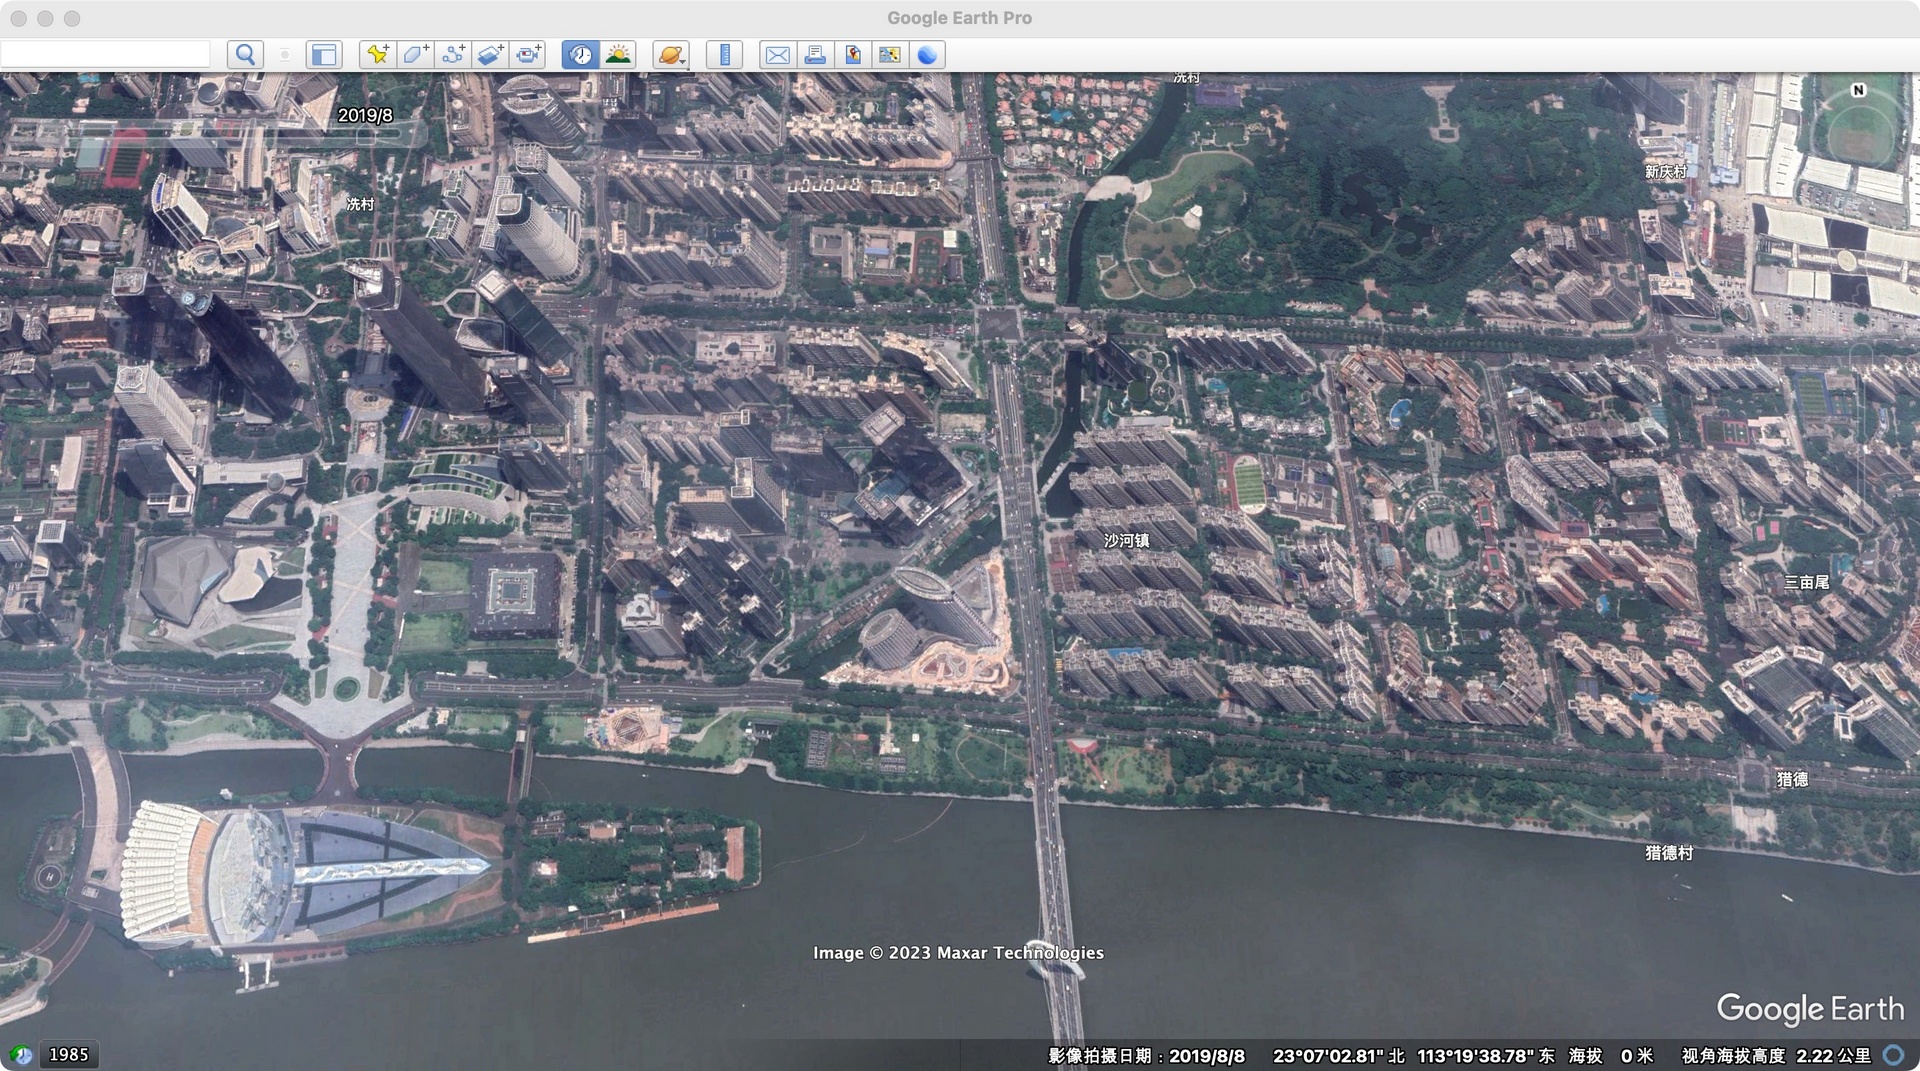 Google Earth Pro
冼村
N
2019/8
新庆村
冼村
沙河镇
三亩尾
猎德
猎德村
H
Image © 2023 Maxar Technologies
Google Earth
1985
影像拍摄日期：2019/8/8 23°07'02.81" 北 113°19'38.78" 东 海拔 0 米 视角海拔高度 2.22 公里